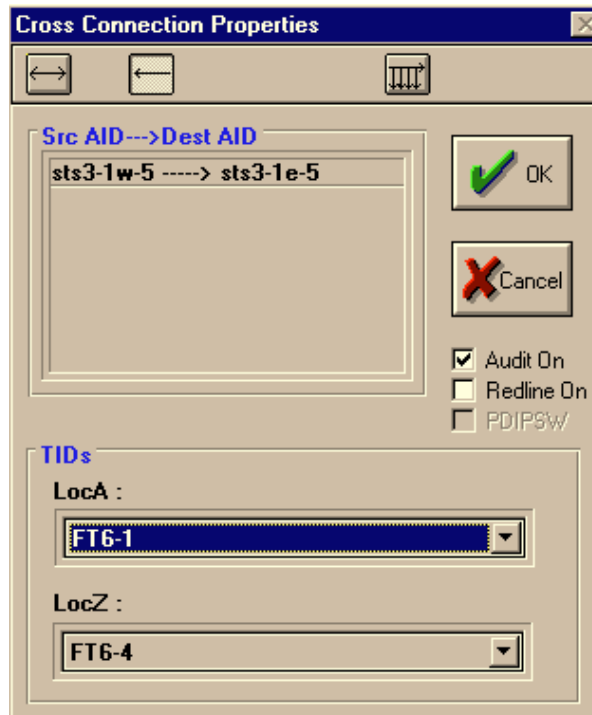 Cross Connection Properties
Src AID--->Dest AID
sts3-1w-5 -----> sts3-1e-5
OK
Cancel
Audit On
Redline On
PDIPSW
TIDs
LocA :
FT6-1
LocZ :
FT6-4